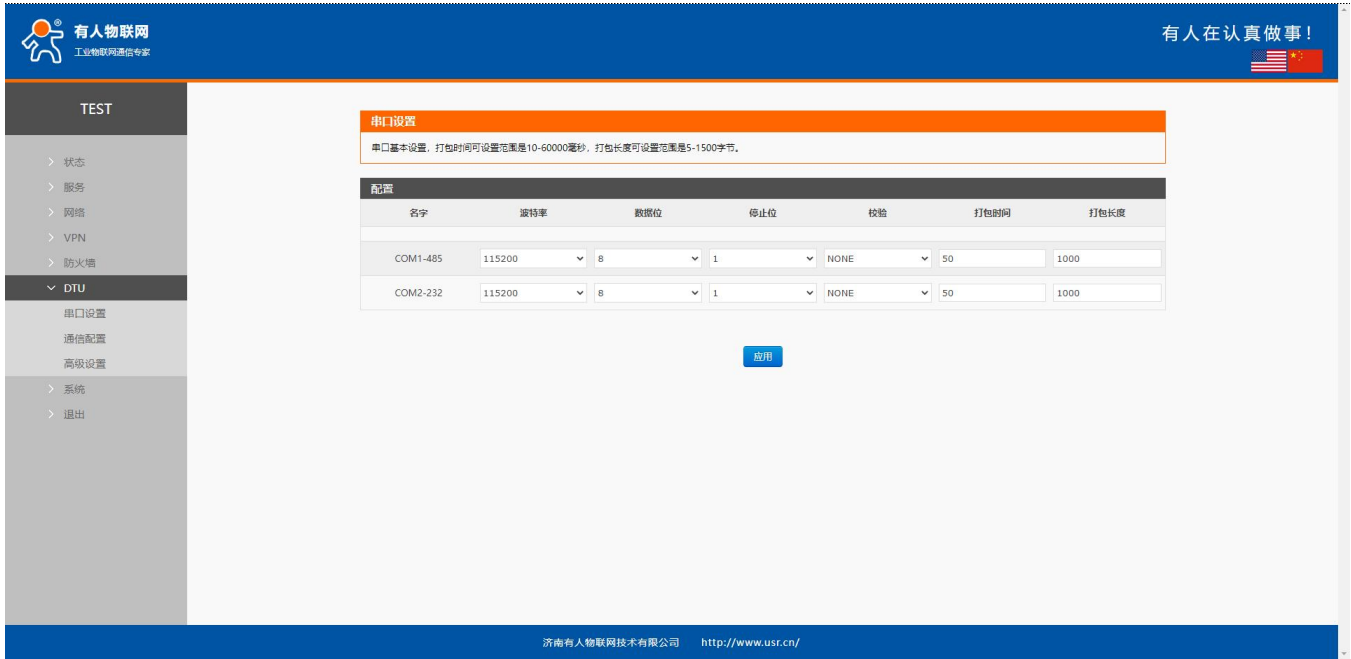 有人物联网
工业物联网通信专家
有人在认真做事！
TEST
状态
服务
网络
VPN
防火墙
DTU
串口设置
通信配置
高级设置
系统
退出
串口设置
串口基本设置，打包时间可设置范围是10-60000毫秒，打包长度可设置范围是5-1500字节。
配置
名字 波特率 数据位 停止位 校验 打包时间 打包长度
COM1-485 115200 8 1 NONE 50 1000
COM2-232 115200 8 1 NONE 50 1000
应用
济南有人物联网技术有限公司 http://www.usr.cn/